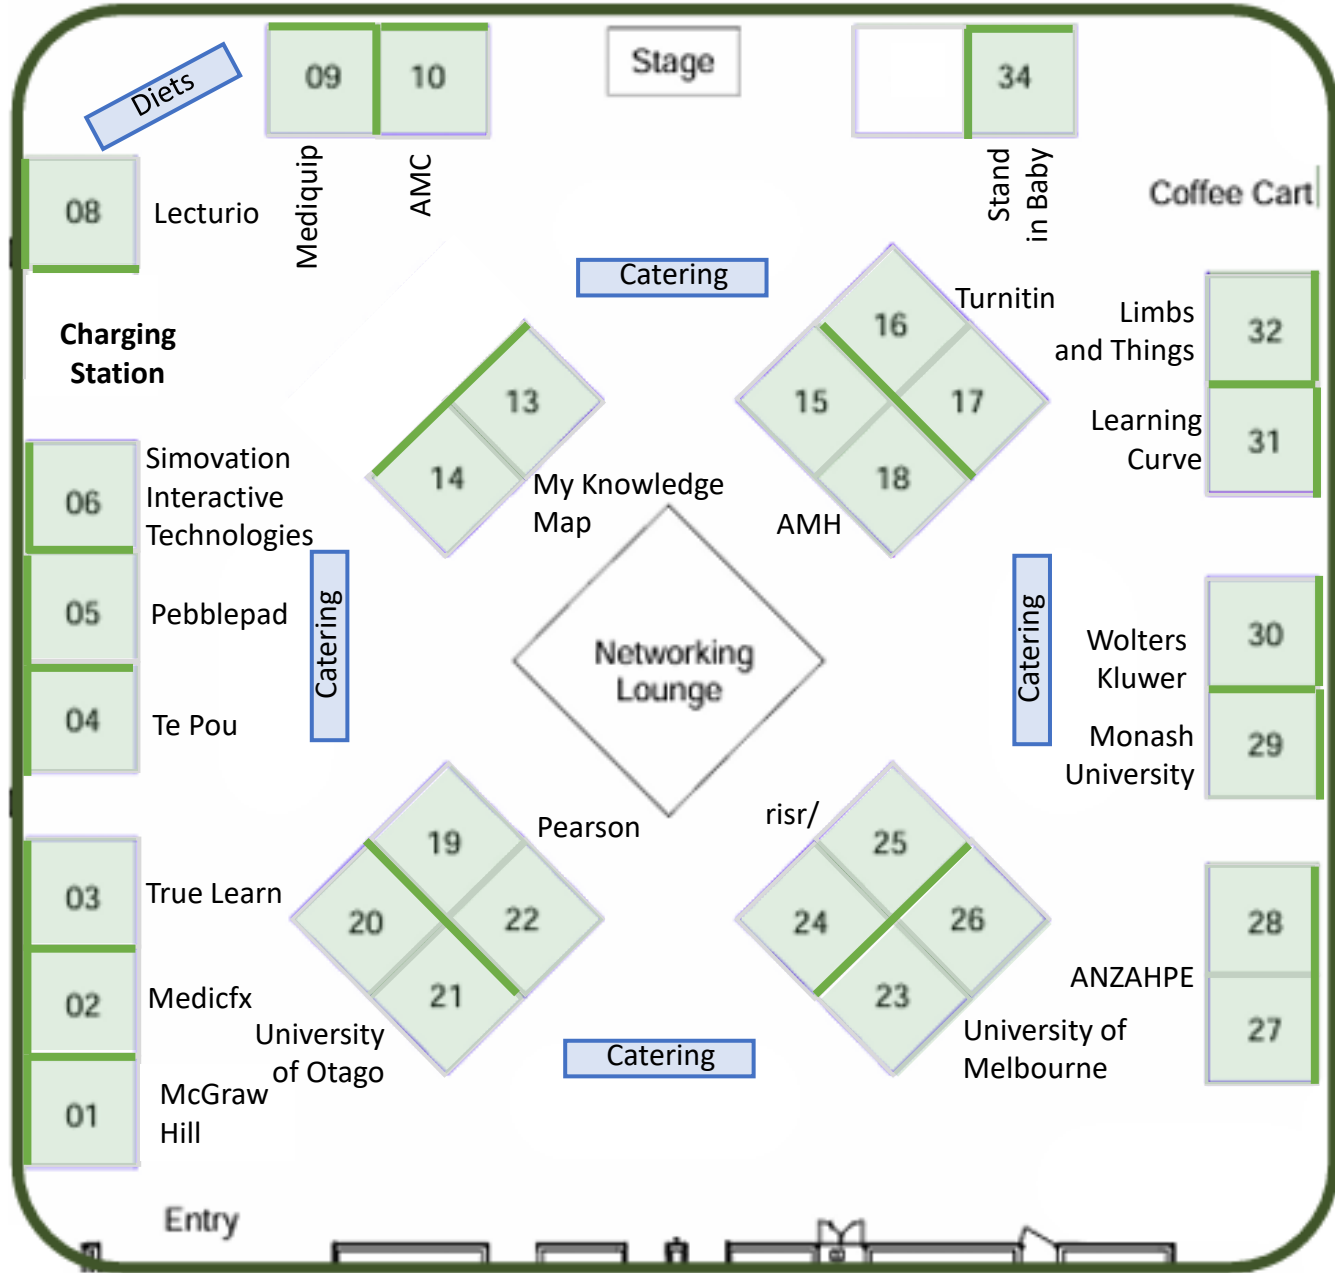 Diets
09
10
Stage
34
Mediquip
AMC
Stand
in Baby
Coffee Cart
08
Lecturio
Catering
Charging
Station
16
Turnitin
15
17
18
AMH
Limbs
and Things
32
Learning
Curve
31
13
14
My Knowledge
Map
06
Simovation
Interactive
Technologies
05
Pebblepad
04
Te Pou
Catering
Networking
Lounge
Catering
Wolters
Kluwer
30
Monash
University
29
03
True Learn
02
Medicfx
01
McGraw
Hill
19
Pearson
20
22
21
University
of Otago
risr/
25
24
26
23
University of
Melbourne
28
ANZAHPE
27
Catering
Entry